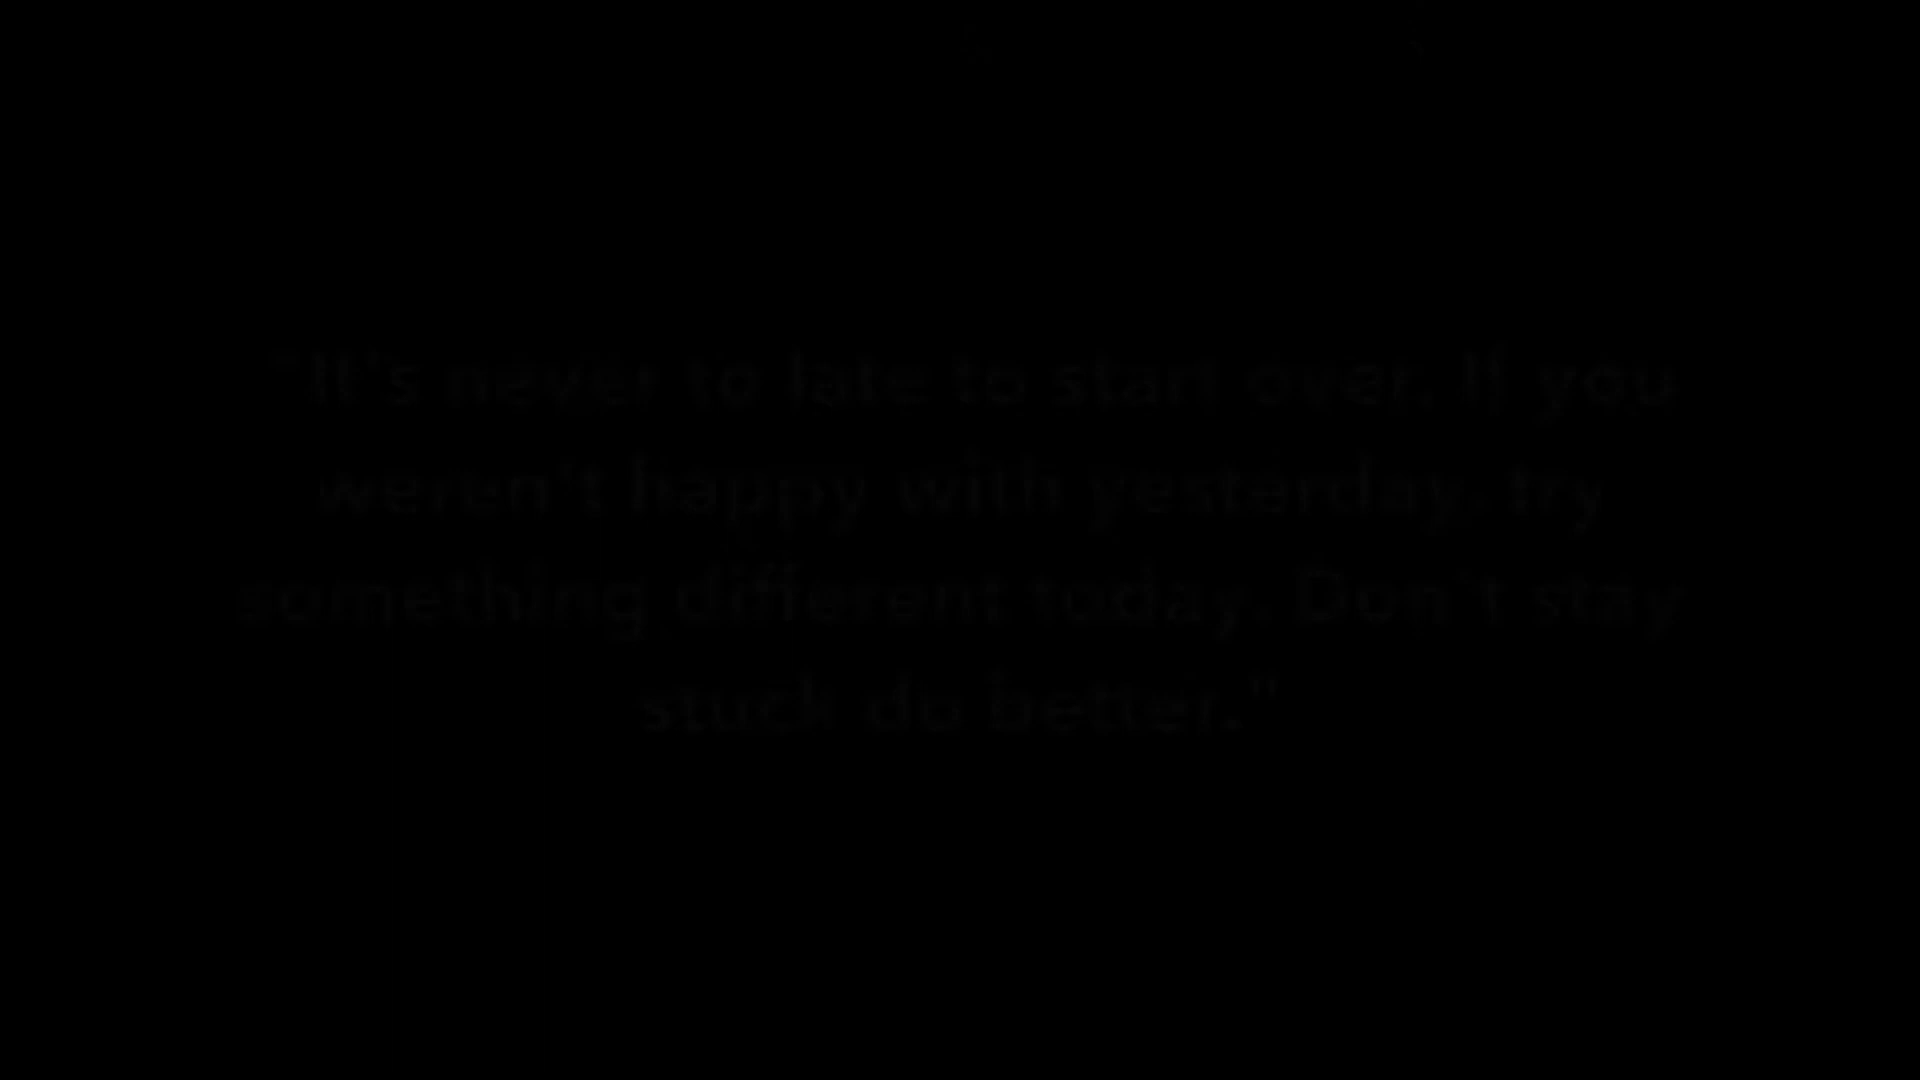 "It's never to late to start over. If you
weren't happy with yesterday, try
something different today. Don't stay
stuck do better."